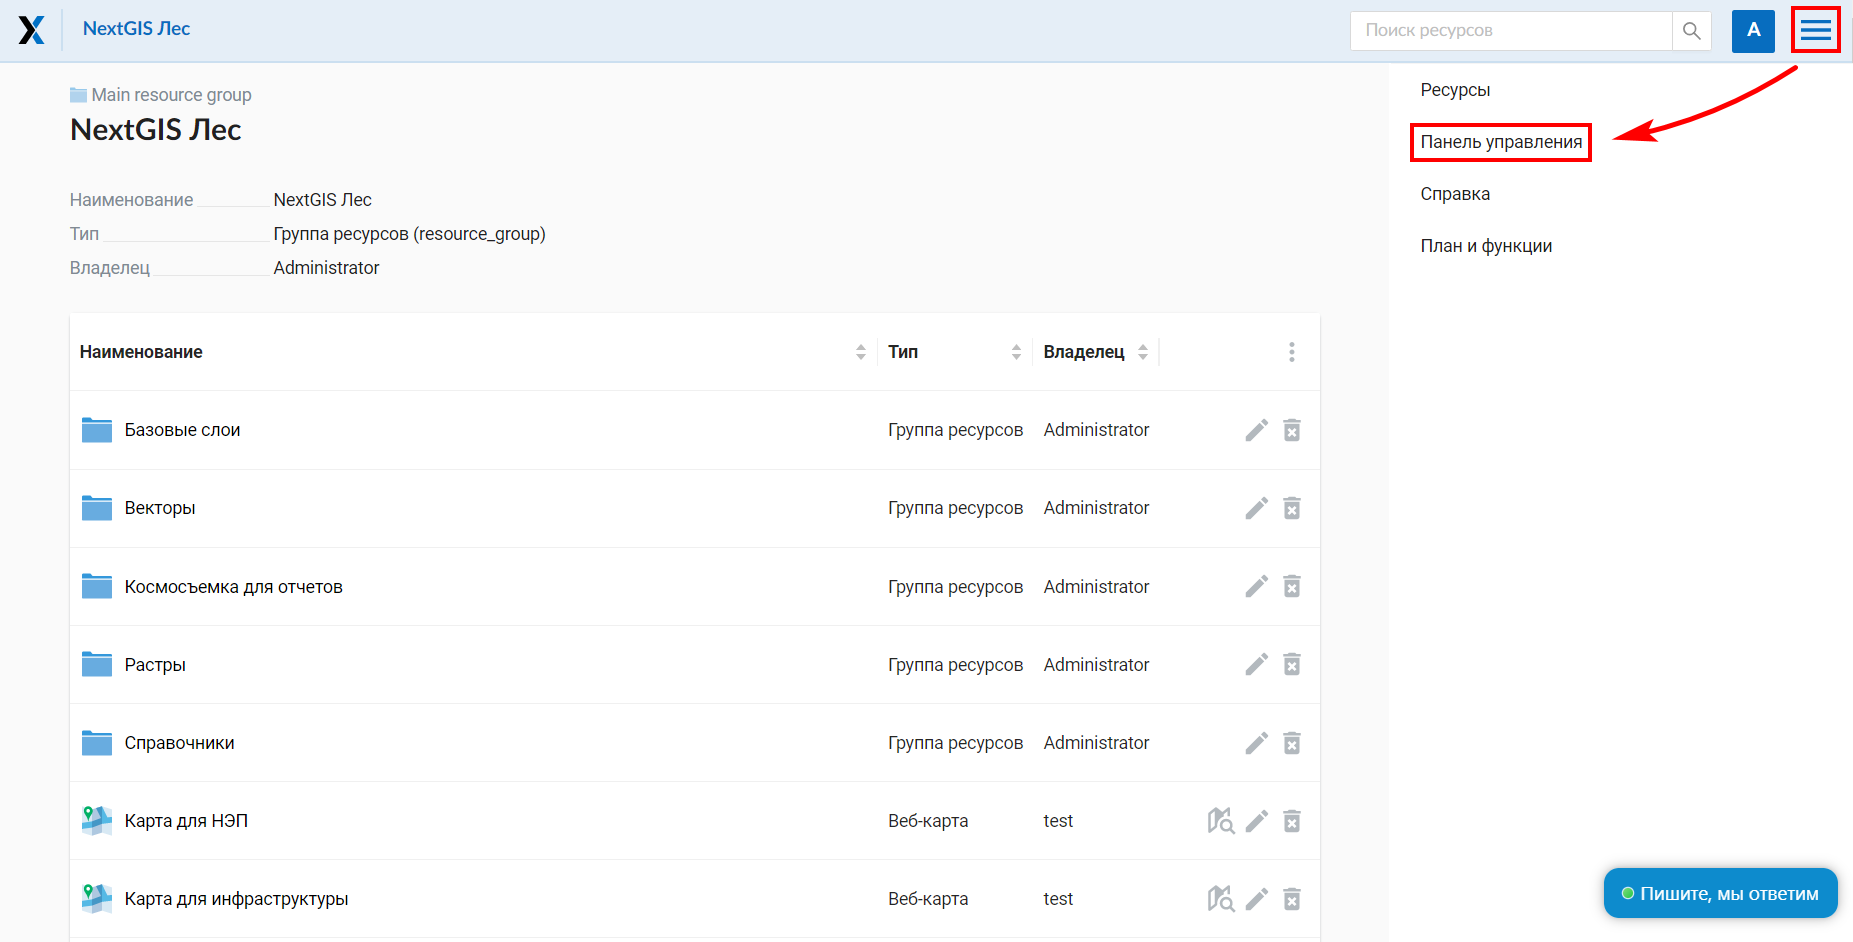 NextGIS Лес
Поиск ресурсов
A
Main resource group
NextGIS Лес
Наименование NextGIS Лес
Тип Группа ресурсов (resource_group)
Владелец Administrator
Наименование Тип Владелец
Базовые слои Группа ресурсов Administrator
Векторы Группа ресурсов Administrator
Космосъемка для отчетов Группа ресурсов Administrator
Растры Группа ресурсов Administrator
Справочники Группа ресурсов Administrator
Карта для НЭП Веб-карта test
Карта для инфраструктуры Веб-карта test
Ресурсы
Панель управления
Справка
План и функции
Пишите, мы ответим